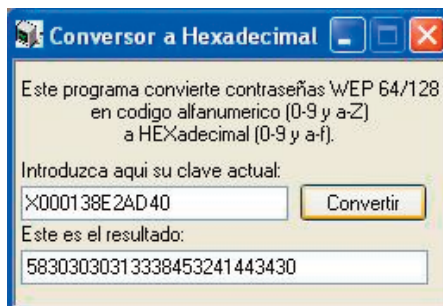 Conversor a Hexadecimal
Este programa convierte contraseñas WEP 64/128
en codigo alfanumerico (0-9 y a-Z)
a HEXadecimal (0-9 y a-f).
Introduzca aqui su clave actual:
X000138E2AD40
Convertir
Este es el resultado:
58303030313338453241443430